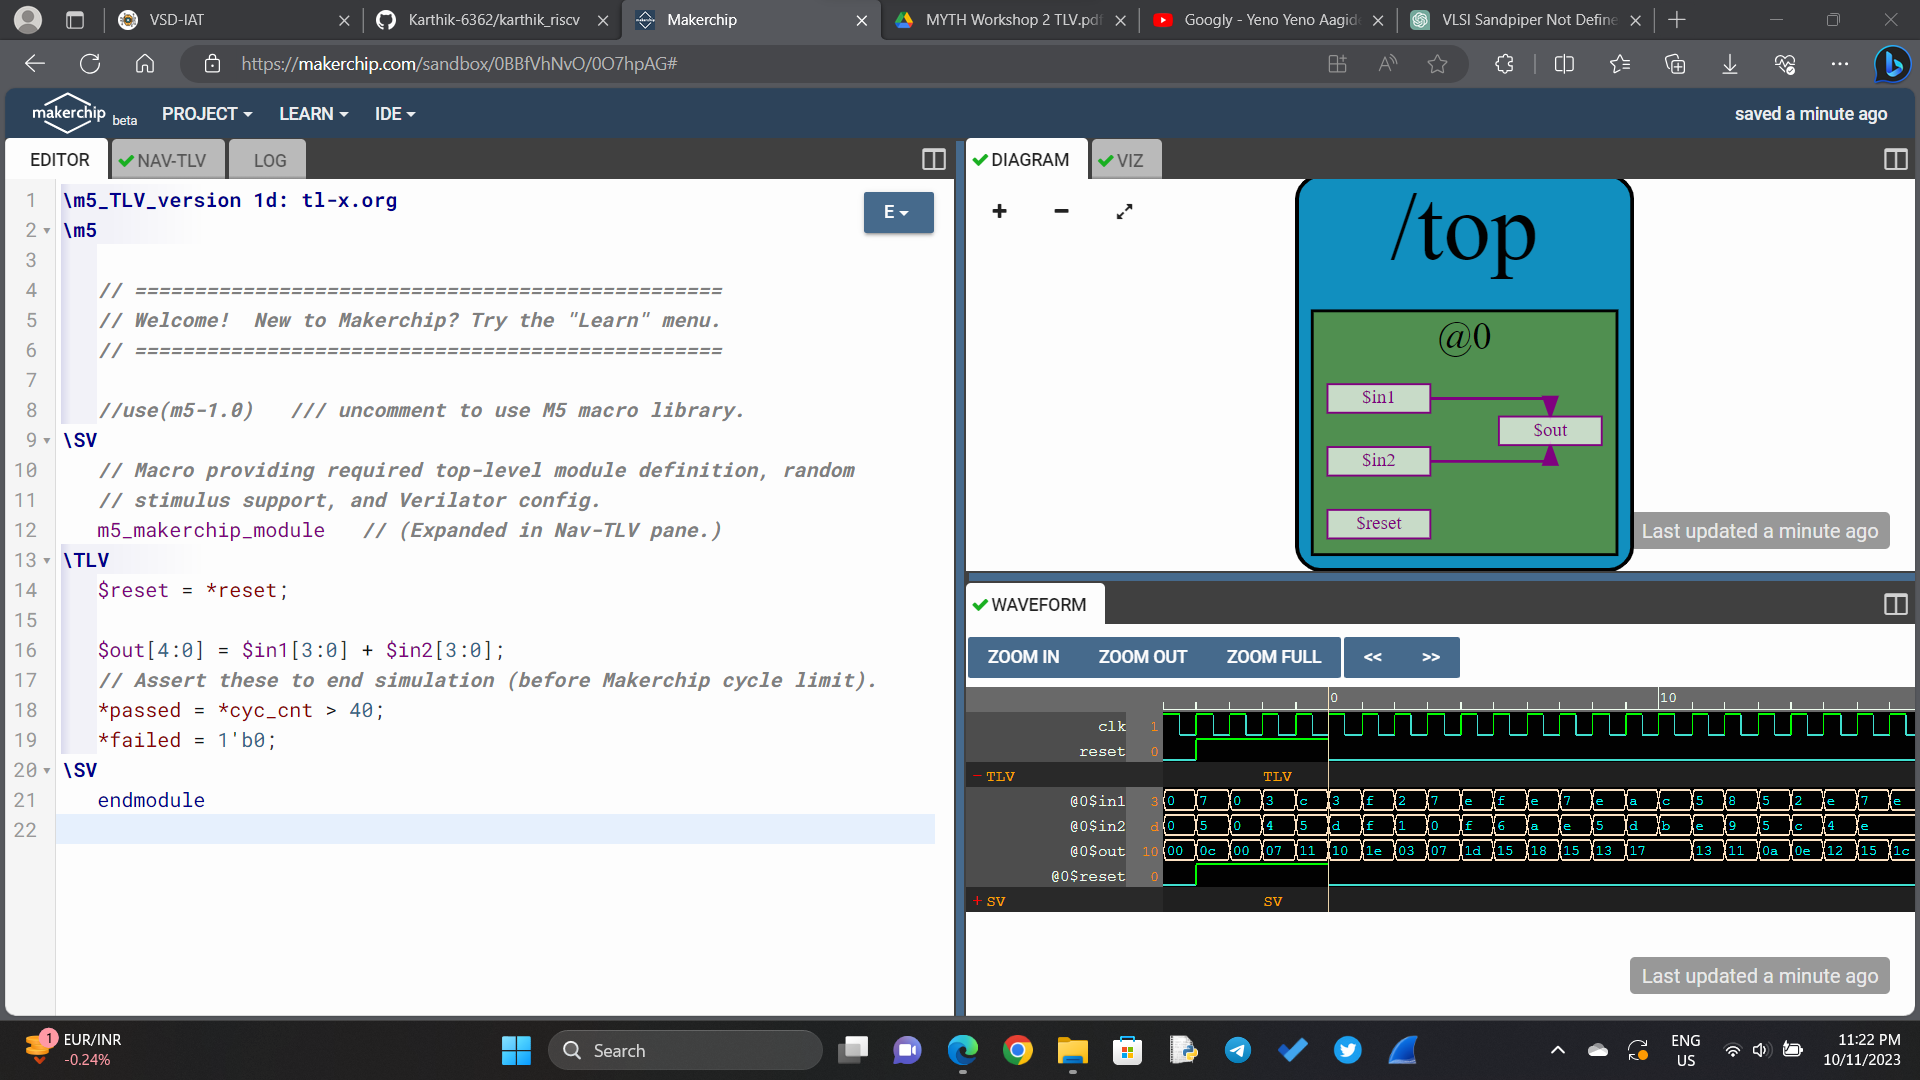 VSD-IAT
Karthik-6362/karthik_riscv
Makerchip
MYTH Workshop 2 TLV.pdf
Googly - Yeno Yeno Aagide
VLSI Sandpiper Not Define
https://makerchip.com/sandbox/0BBfVhNvO/0O7hpAG#
makerchip beta
PROJECT
LEARN
IDE
saved a minute ago
EDITOR
NAV-TLV
LOG
E
1 \m5_TLV_version 1d: tl-x.org
2 \m5
3
4 // =================================================
5 // Welcome!  New to Makerchip? Try the "Learn" menu.
6 // =================================================
7
8 //use(m5-1.0)   /// uncomment to use M5 macro library.
9 \SV
10 // Macro providing required top-level module definition, random
11 // stimulus support, and Verilator config.
12 m5_makerchip_module   // (Expanded in Nav-TLV pane.)
13 \TLV
14 $reset = *reset;
15
16 $out[4:0] = $in1[3:0] + $in2[3:0];
17 // Assert these to end simulation (before Makerchip cycle limit).
18 *passed = *cyc_cnt > 40;
19 *failed = 1'b0;
20 \SV
21 endmodule
22
DIAGRAM
VIZ
/top
@0
$in1
$out
$in2
$reset
Last updated a minute ago
WAVEFORM
ZOOM IN
ZOOM OUT
ZOOM FULL
<<
>>
0 10
clk 1
reset 0
- TLV TLV
@0$in1 3 0 7 0 3 c 3 f 2 7 e f e 7 e a c 5 8 5 2 e 7 e
@0$in2 d 0 5 0 4 5 d f 1 0 f 6 a e 5 d b e 9 5 c 4 e
@0$out 10 00 0c 00 07 11 10 1e 03 07 1d 15 18 15 13 17 13 11 0a 0e 12 15 1c
@0$reset 0
+ SV SV
Last updated a minute ago
1
EUR/INR
-0.24%
Search
ENG
US
11:22 PM
10/11/2023